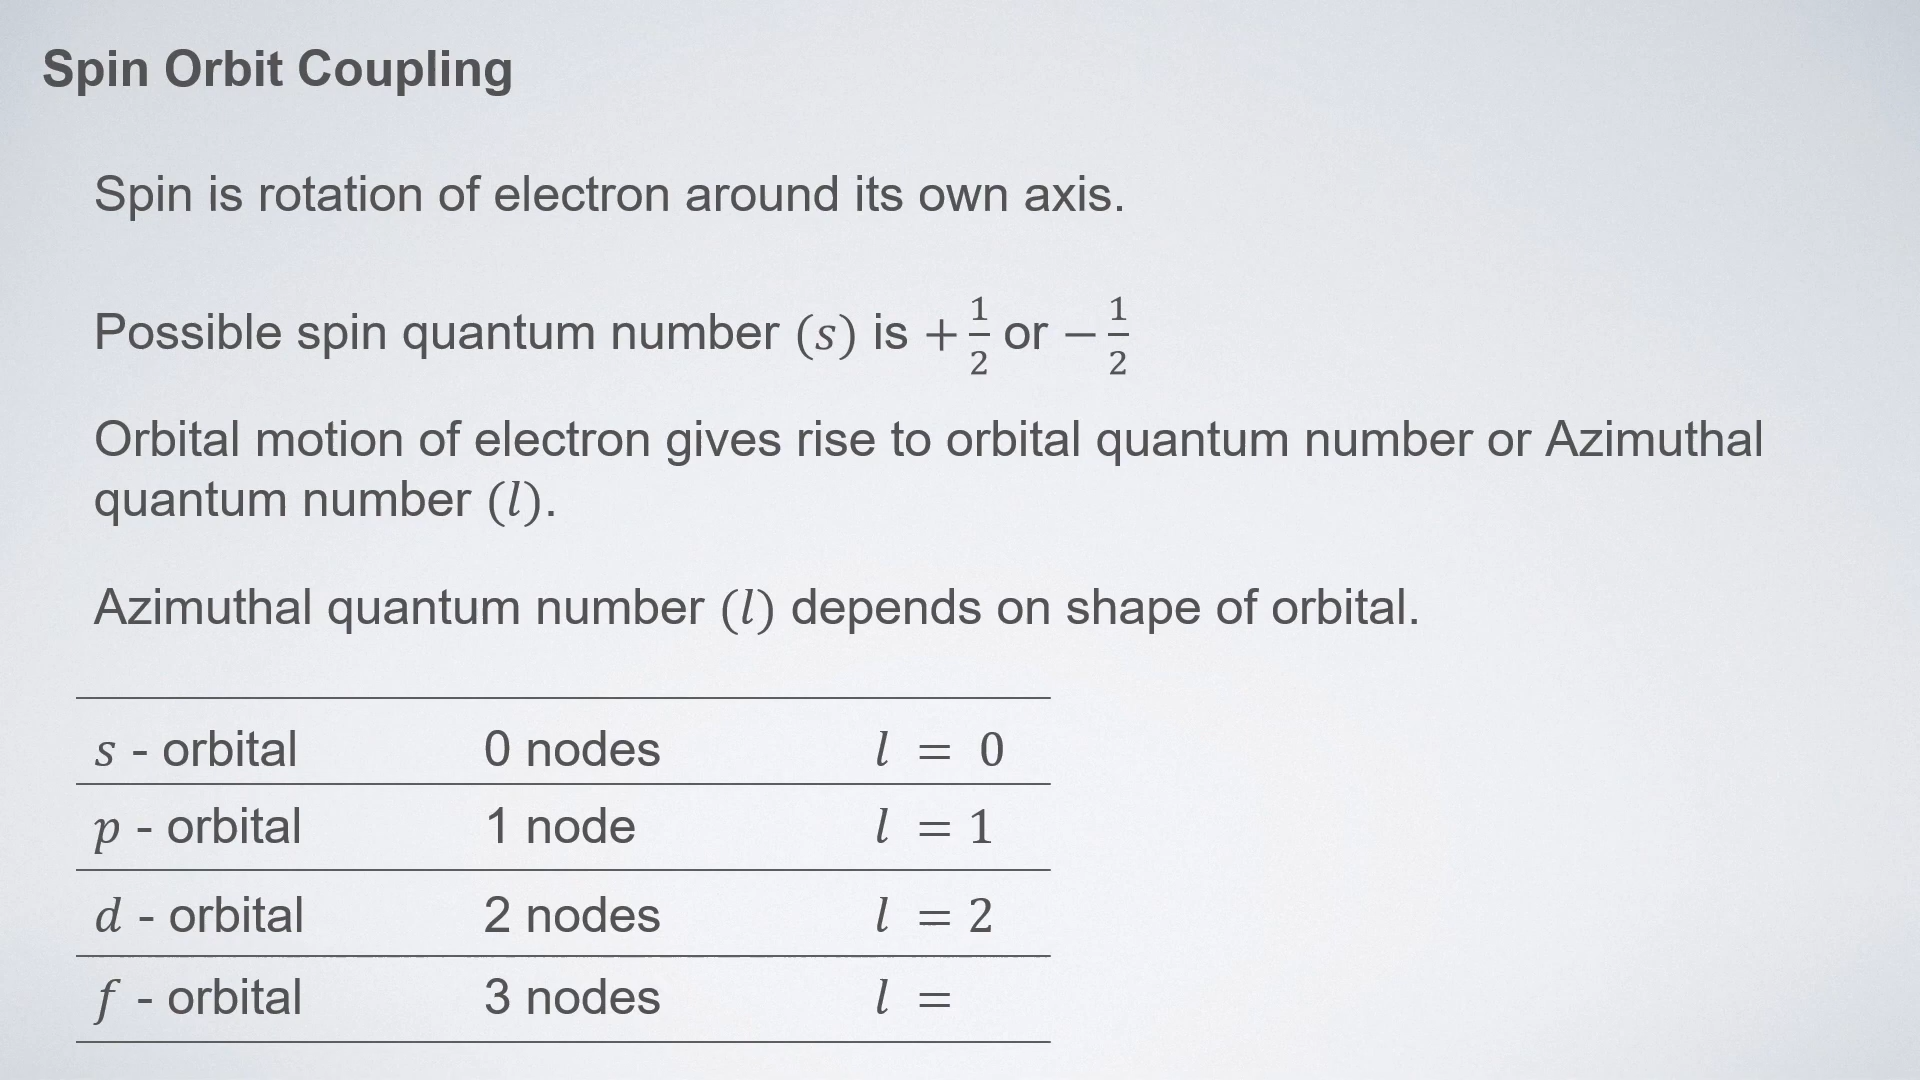 Spin Orbit Coupling
Spin is rotation of electron around its own axis.
Possible spin quantum number (s) is +1/2 or −1/2
Orbital motion of electron gives rise to orbital quantum number or Azimuthal
quantum number (l).
Azimuthal quantum number (l) depends on shape of orbital.
s - orbital 0 nodes l = 0
p - orbital 1 node l = 1
d - orbital 2 nodes l = 2
f - orbital 3 nodes l =